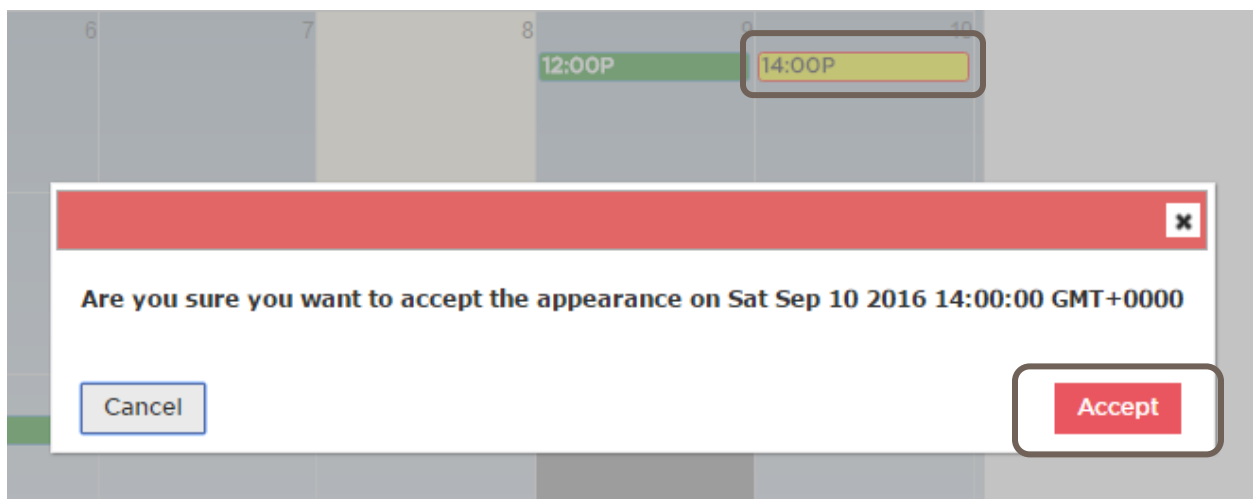 6 7 8 9 10
12:00P 14:00P
Are you sure you want to accept the appearance on Sat Sep 10 2016 14:00:00 GMT+0000
Cancel Accept